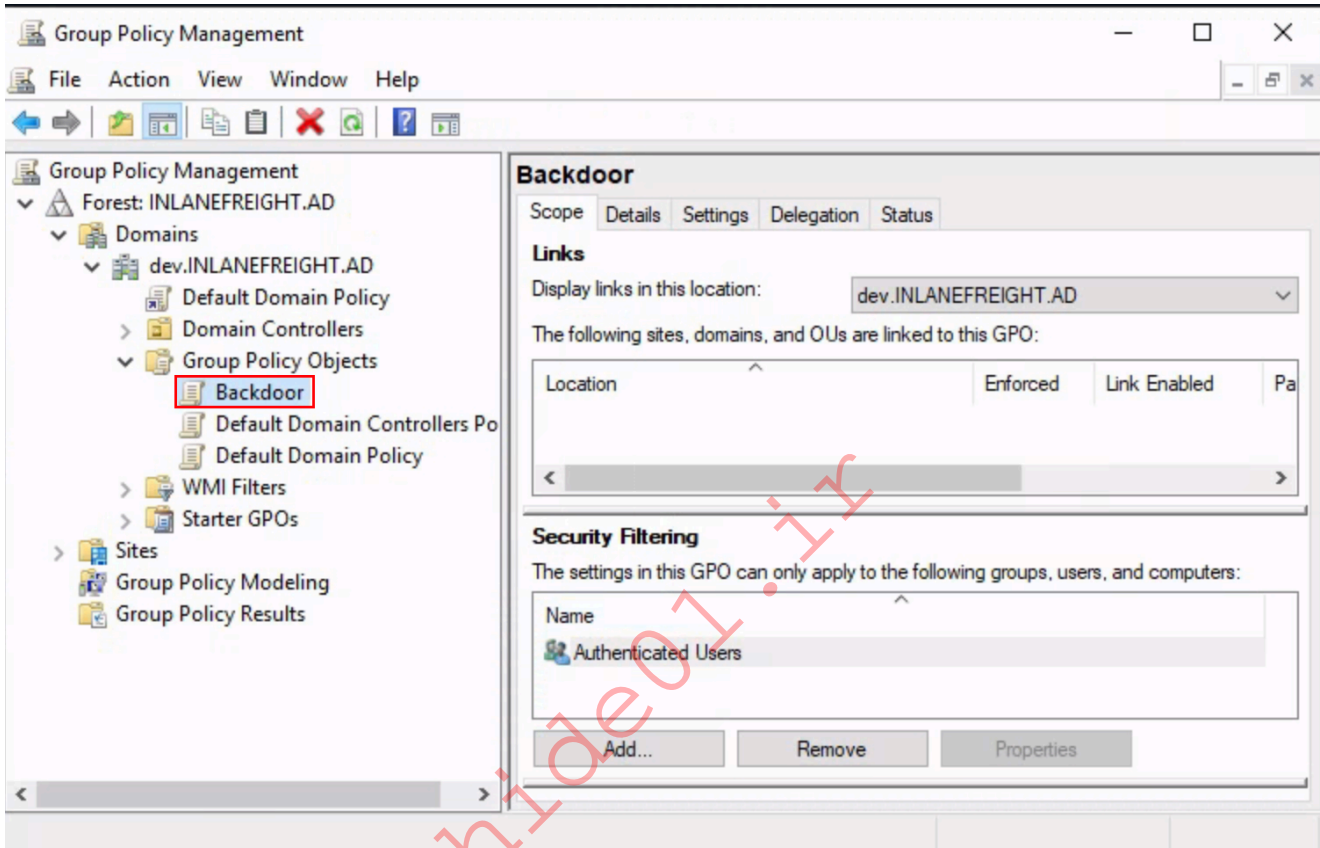 Group Policy Management
File Action View Window Help
Group Policy Management
Forest: INLANEFREIGHT.AD
Domains
dev.INLANEFREIGHT.AD
Default Domain Policy
Domain Controllers
Group Policy Objects
Backdoor
Default Domain Controllers Po
Default Domain Policy
WMI Filters
Starter GPOs
Sites
Group Policy Modeling
Group Policy Results
Backdoor
Scope Details Settings Delegation Status
Links
Display links in this location: dev.INLANEFREIGHT.AD
The following sites, domains, and OUs are linked to this GPO:
Location Enforced Link Enabled Pa
Security Filtering
The settings in this GPO can only apply to the following groups, users, and computers:
Name
Authenticated Users
Add... Remove Properties
hide01.ir